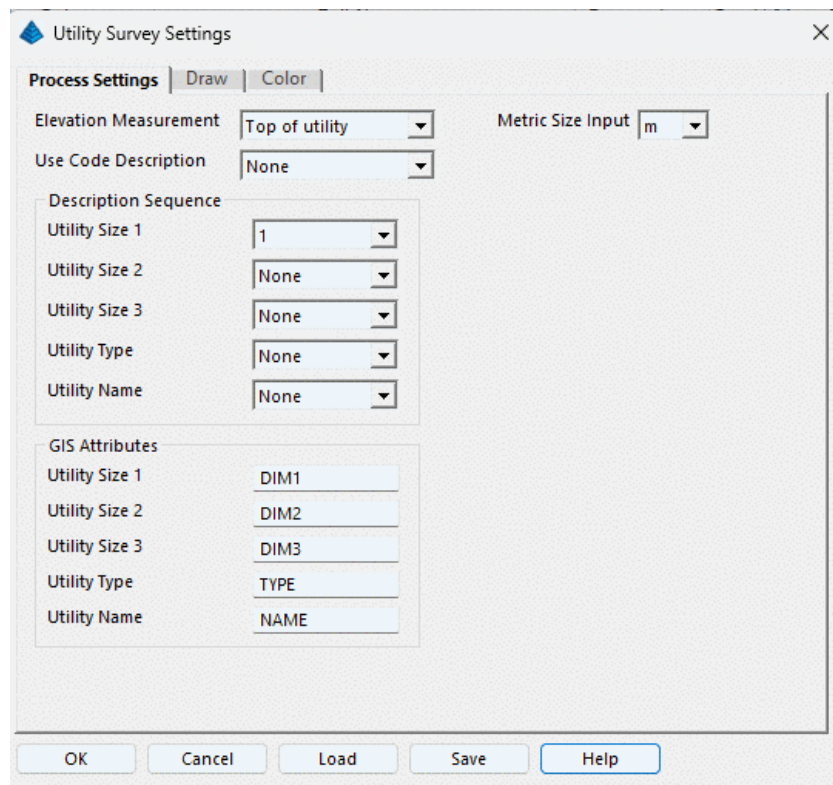 Utility Survey Settings
Process Settings Draw Color
Elevation Measurement Top of utility Metric Size Input m
Use Code Description None
Description Sequence
Utility Size 1 1
Utility Size 2 None
Utility Size 3 None
Utility Type None
Utility Name None
GIS Attributes
Utility Size 1 DIM1
Utility Size 2 DIM2
Utility Size 3 DIM3
Utility Type TYPE
Utility Name NAME
OK Cancel Load Save Help